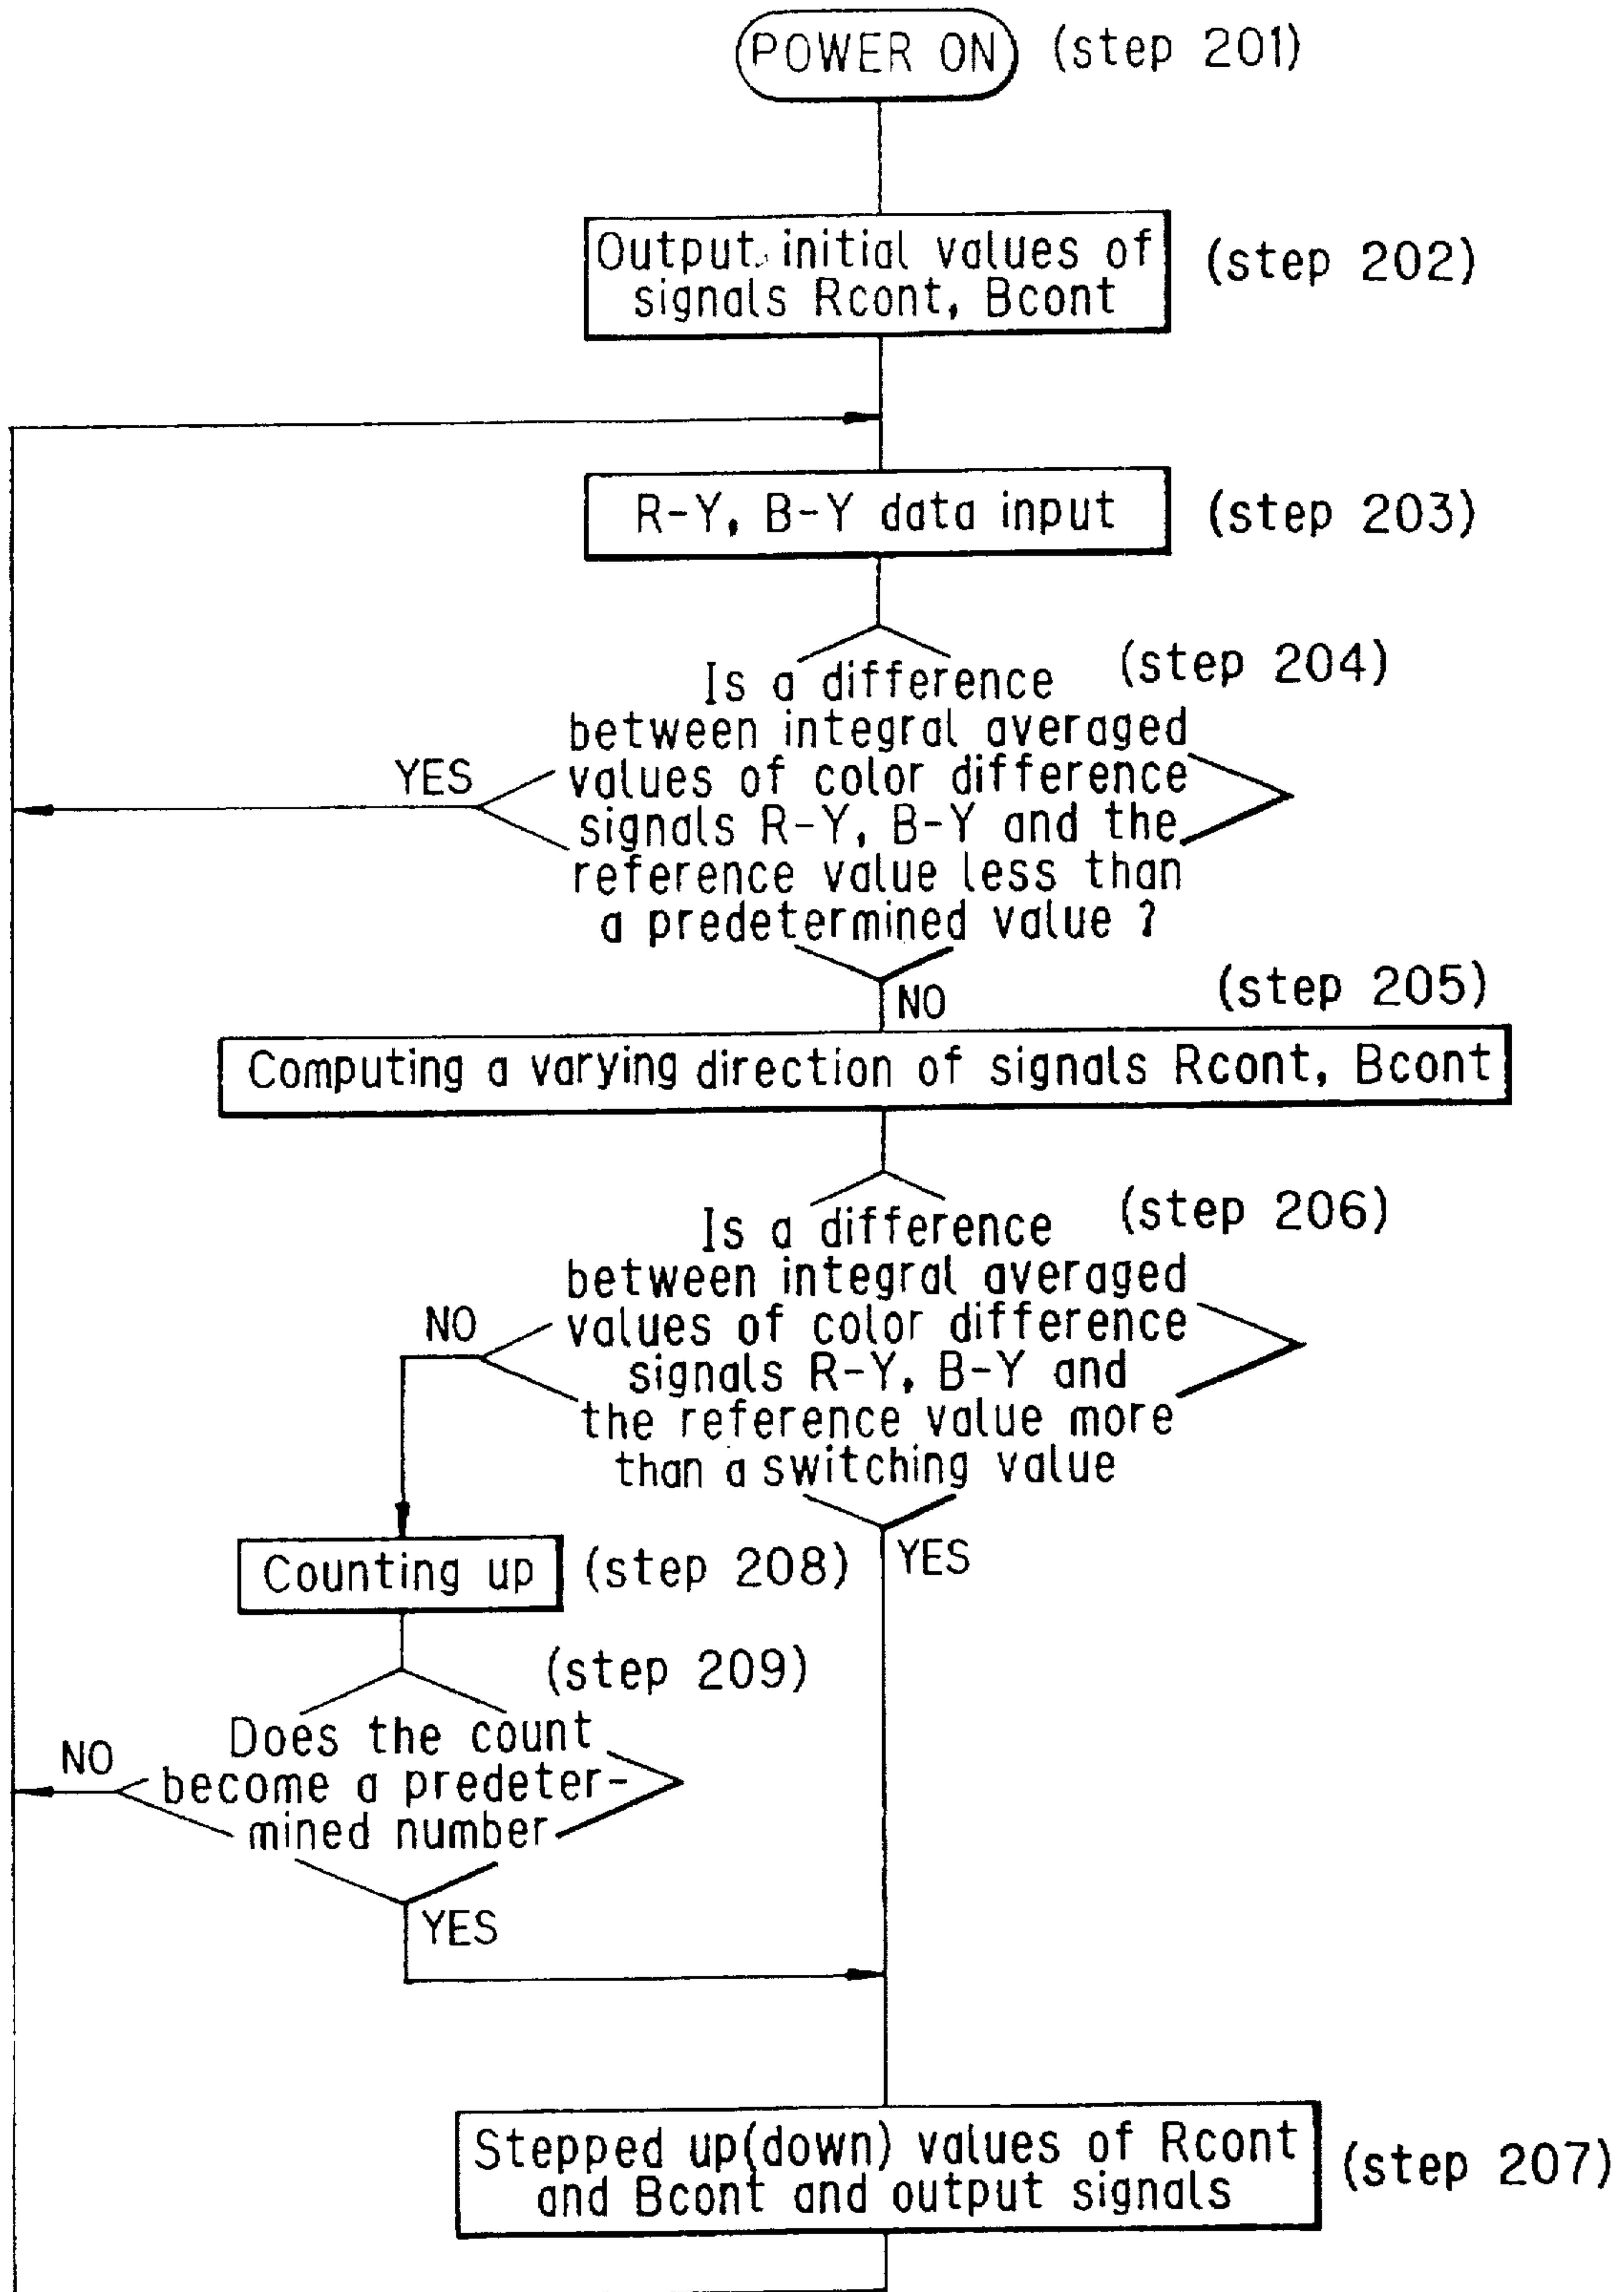 POWER ON (step 201)
Output initial values of
signals Rcont, Bcont
(step 202)
R-Y, B-Y data input (step 203)
(step 204)
Is a difference
between integral averaged
values of color difference
signals R-Y, B-Y and the
reference value less than
a predetermined value ?
YES
NO
(step 205)
Computing a varying direction of signals Rcont, Bcont
(step 206)
Is a difference
between integral averaged
values of color difference
signals R-Y, B-Y and
the reference value more
than a switching value
NO
YES
Counting up (step 208)
(step 209)
Does the count
become a predeter-
mined number
NO
YES
Stepped up(down) values of Rcont
and Bcont and output signals
(step 207)